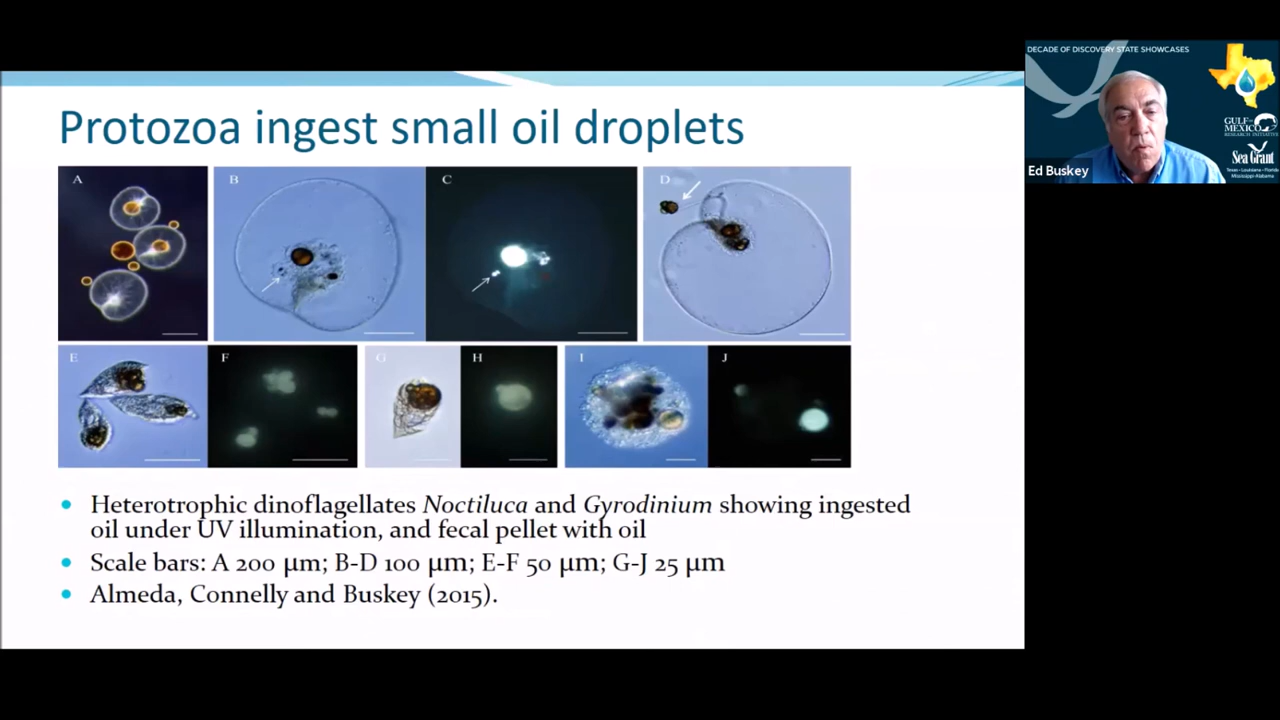 Protozoa ingest small oil droplets
A
B
C
D
E
F
G
H
I
J
• Heterotrophic dinoflagellates Noctiluca and Gyrodinium showing ingested
oil under UV illumination, and fecal pellet with oil
• Scale bars: A 200 µm; B-D 100 µm; E-F 50 µm; G-J 25 µm
• Almeda, Connelly and Buskey (2015).
DECADE OF DISCOVERY STATE SHOWCASES
GULF of
MEXICO
RESEARCH INITIATIVE
Sea Grant
Texas • Louisiana • Florida
Mississippi-Alabama
Ed Buskey